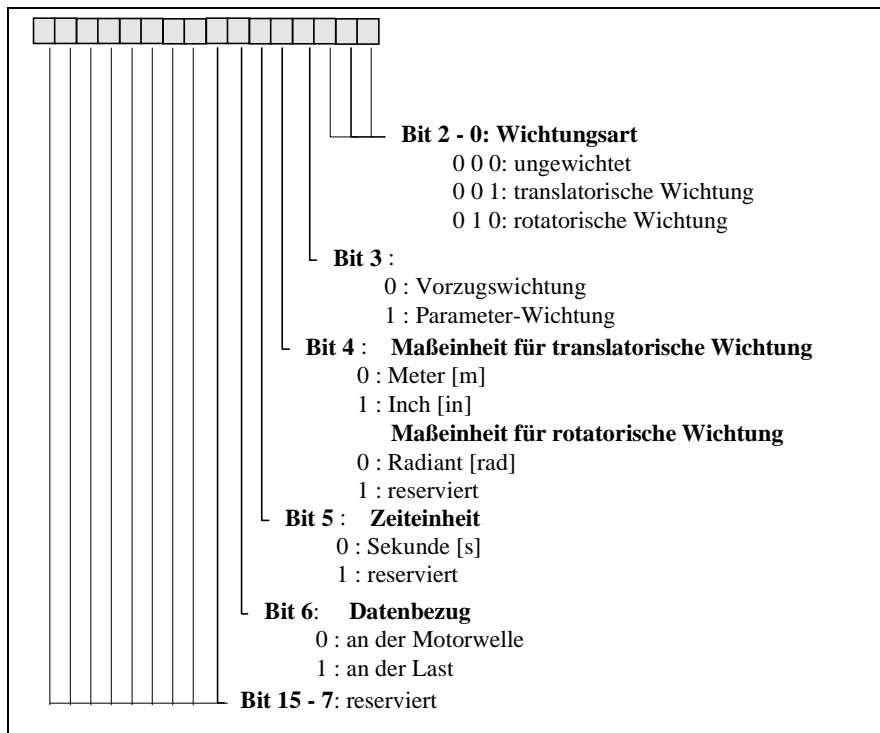 Bit 2 - 0: Wichtungsart
0 0 0: ungewichtet
0 0 1: translatorische Wichtung
0 1 0: rotatorische Wichtung
Bit 3 :
0 : Vorzugswichtung
1 : Parameter-Wichtung
Bit 4 : Maßeinheit für translatorische Wichtung
0 : Meter [m]
1 : Inch [in]
Maßeinheit für rotatorische Wichtung
0 : Radiant [rad]
1 : reserviert
Bit 5 : Zeiteinheit
0 : Sekunde [s]
1 : reserviert
Bit 6: Datenbezug
0 : an der Motorwelle
1 : an der Last
Bit 15 - 7: reserviert